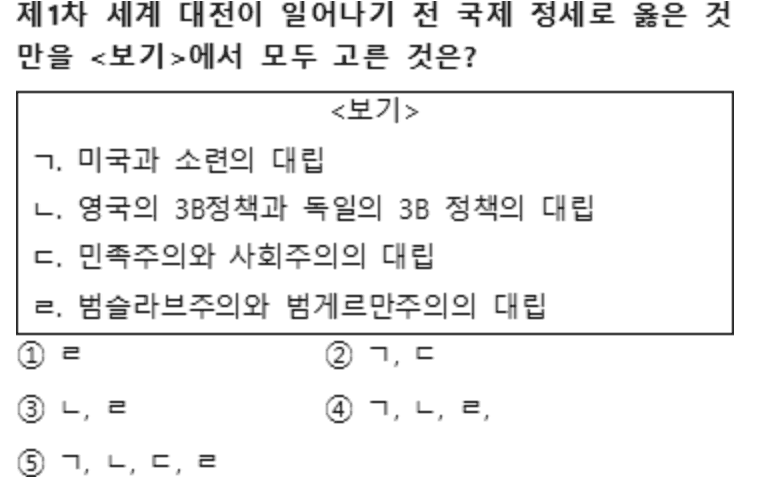 제1차 세계 대전이 일어나기 전 국제 정세로 옳은 것
만을 <보기>에서 모두 고른 것은?
<보기>
ㄱ. 미국과 소련의 대립
ㄴ. 영국의 3B정책과 독일의 3B 정책의 대립
ㄷ. 민족주의와 사회주의의 대립
ㄹ. 범슬라브주의와 범게르만주의의 대립
① ㄹ ② ㄱ, ㄷ
③ ㄴ, ㄹ ④ ㄱ, ㄴ, ㄹ,
⑤ ㄱ, ㄴ, ㄷ, ㄹ